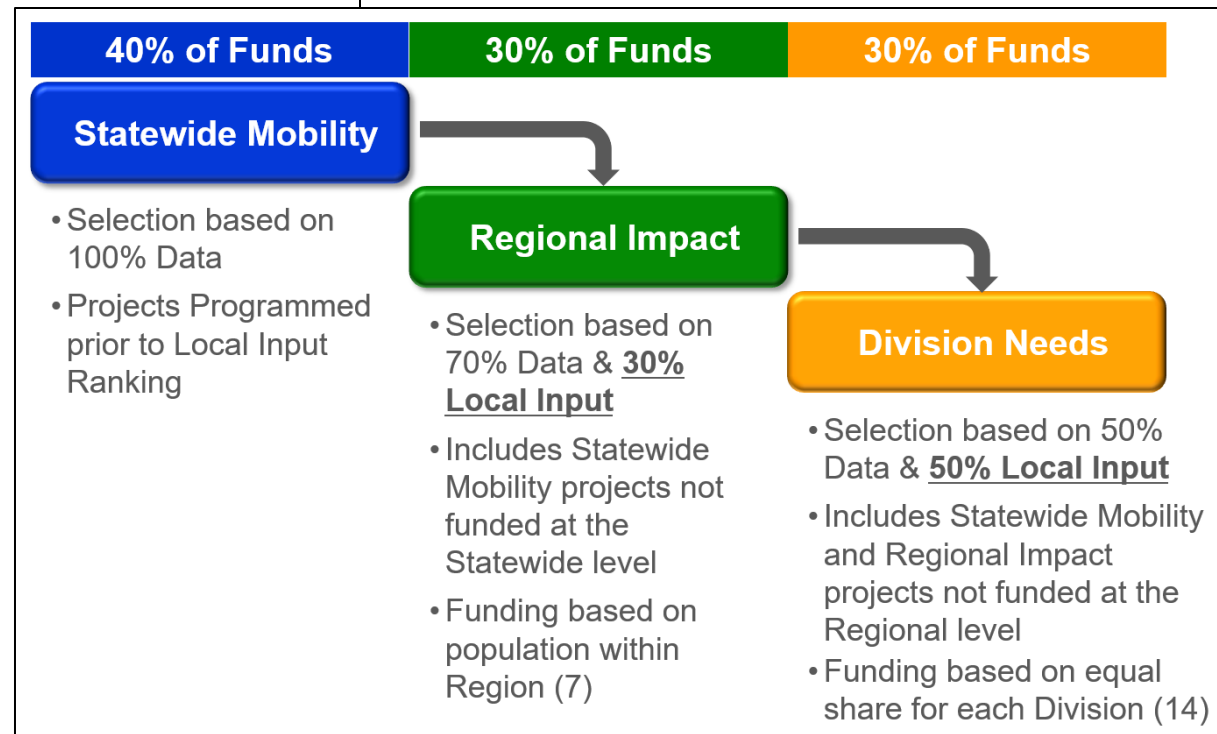 40% of Funds
30% of Funds
30% of Funds
Statewide Mobility
• Selection based on
100% Data
• Projects Programmed
prior to Local Input
Ranking
Regional Impact
• Selection based on
70% Data & 30%
Local Input
• Includes Statewide
Mobility projects not
funded at the
Statewide level
• Funding based on
population within
Region (7)
Division Needs
• Selection based on 50%
Data & 50% Local Input
• Includes Statewide Mobility
and Regional Impact
projects not funded at the
Regional level
• Funding based on equal
share for each Division (14)